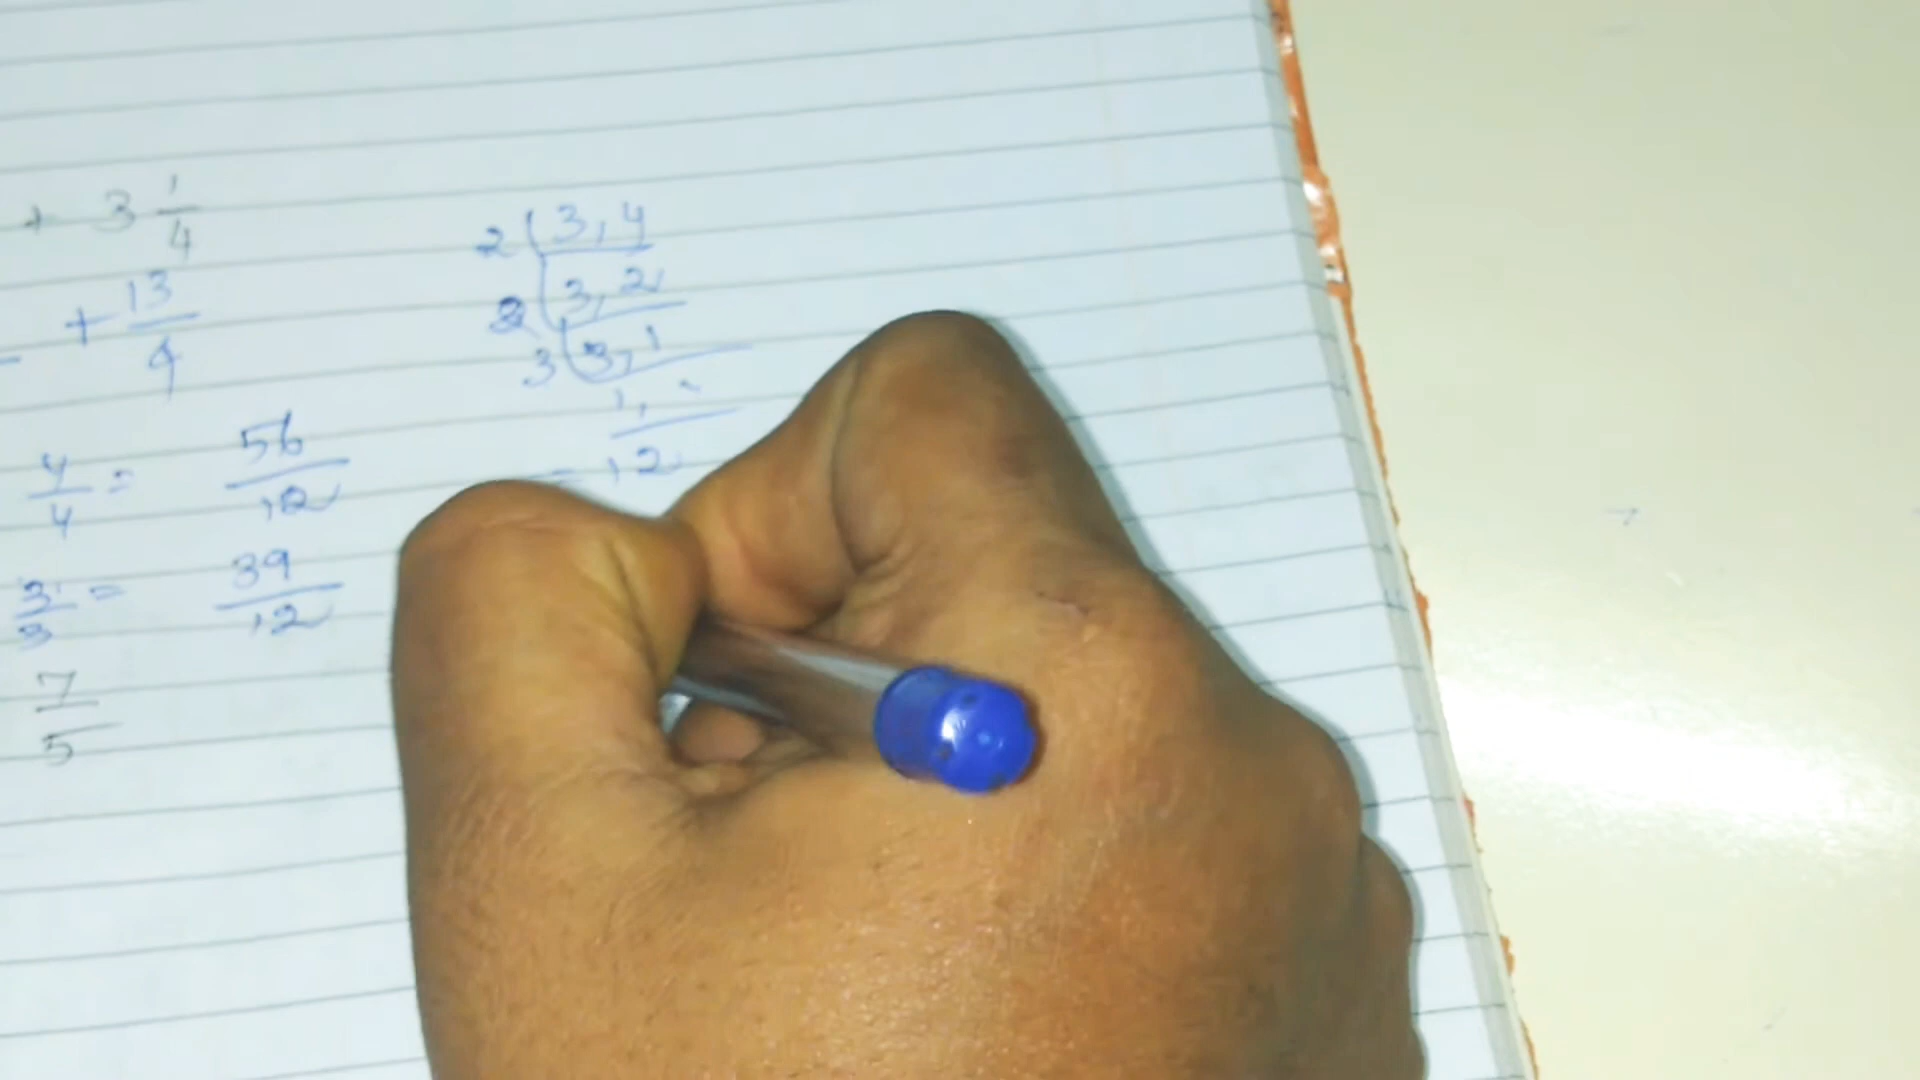 + 3 1/4
+ 13/4
4/4 = 56/12
3/3 = 39/12
7
5
2 | 3, 4
2 | 3, 2
3 | 3, 1
1,
= 12